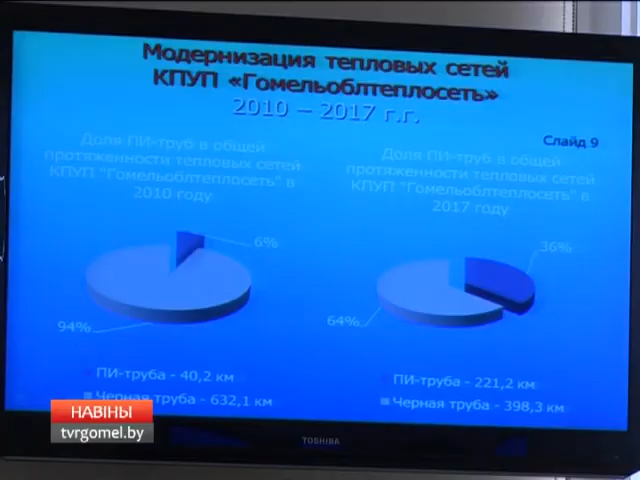 Модернизация тепловых сетей
КПУП «Гомельоблтеплосеть»
2010 – 2017 г.г.
Слайд 9
Доля ПИ-труб в общей
протяженности тепловых сетей
КПУП "Гомельоблтеплосеть" в
2010 году
6%
94%
ПИ-труба - 40,2 км
Черная труба - 632,1 км
Доля ПИ-труб в общей
протяженности тепловых сетей
КПУП "Гомельоблтеплосеть" в
2017 году
36%
64%
ПИ-труба - 221,2 км
Черная труба - 398,3 км
НАВІНЫ
tvrgomel.by
TOSHIBA